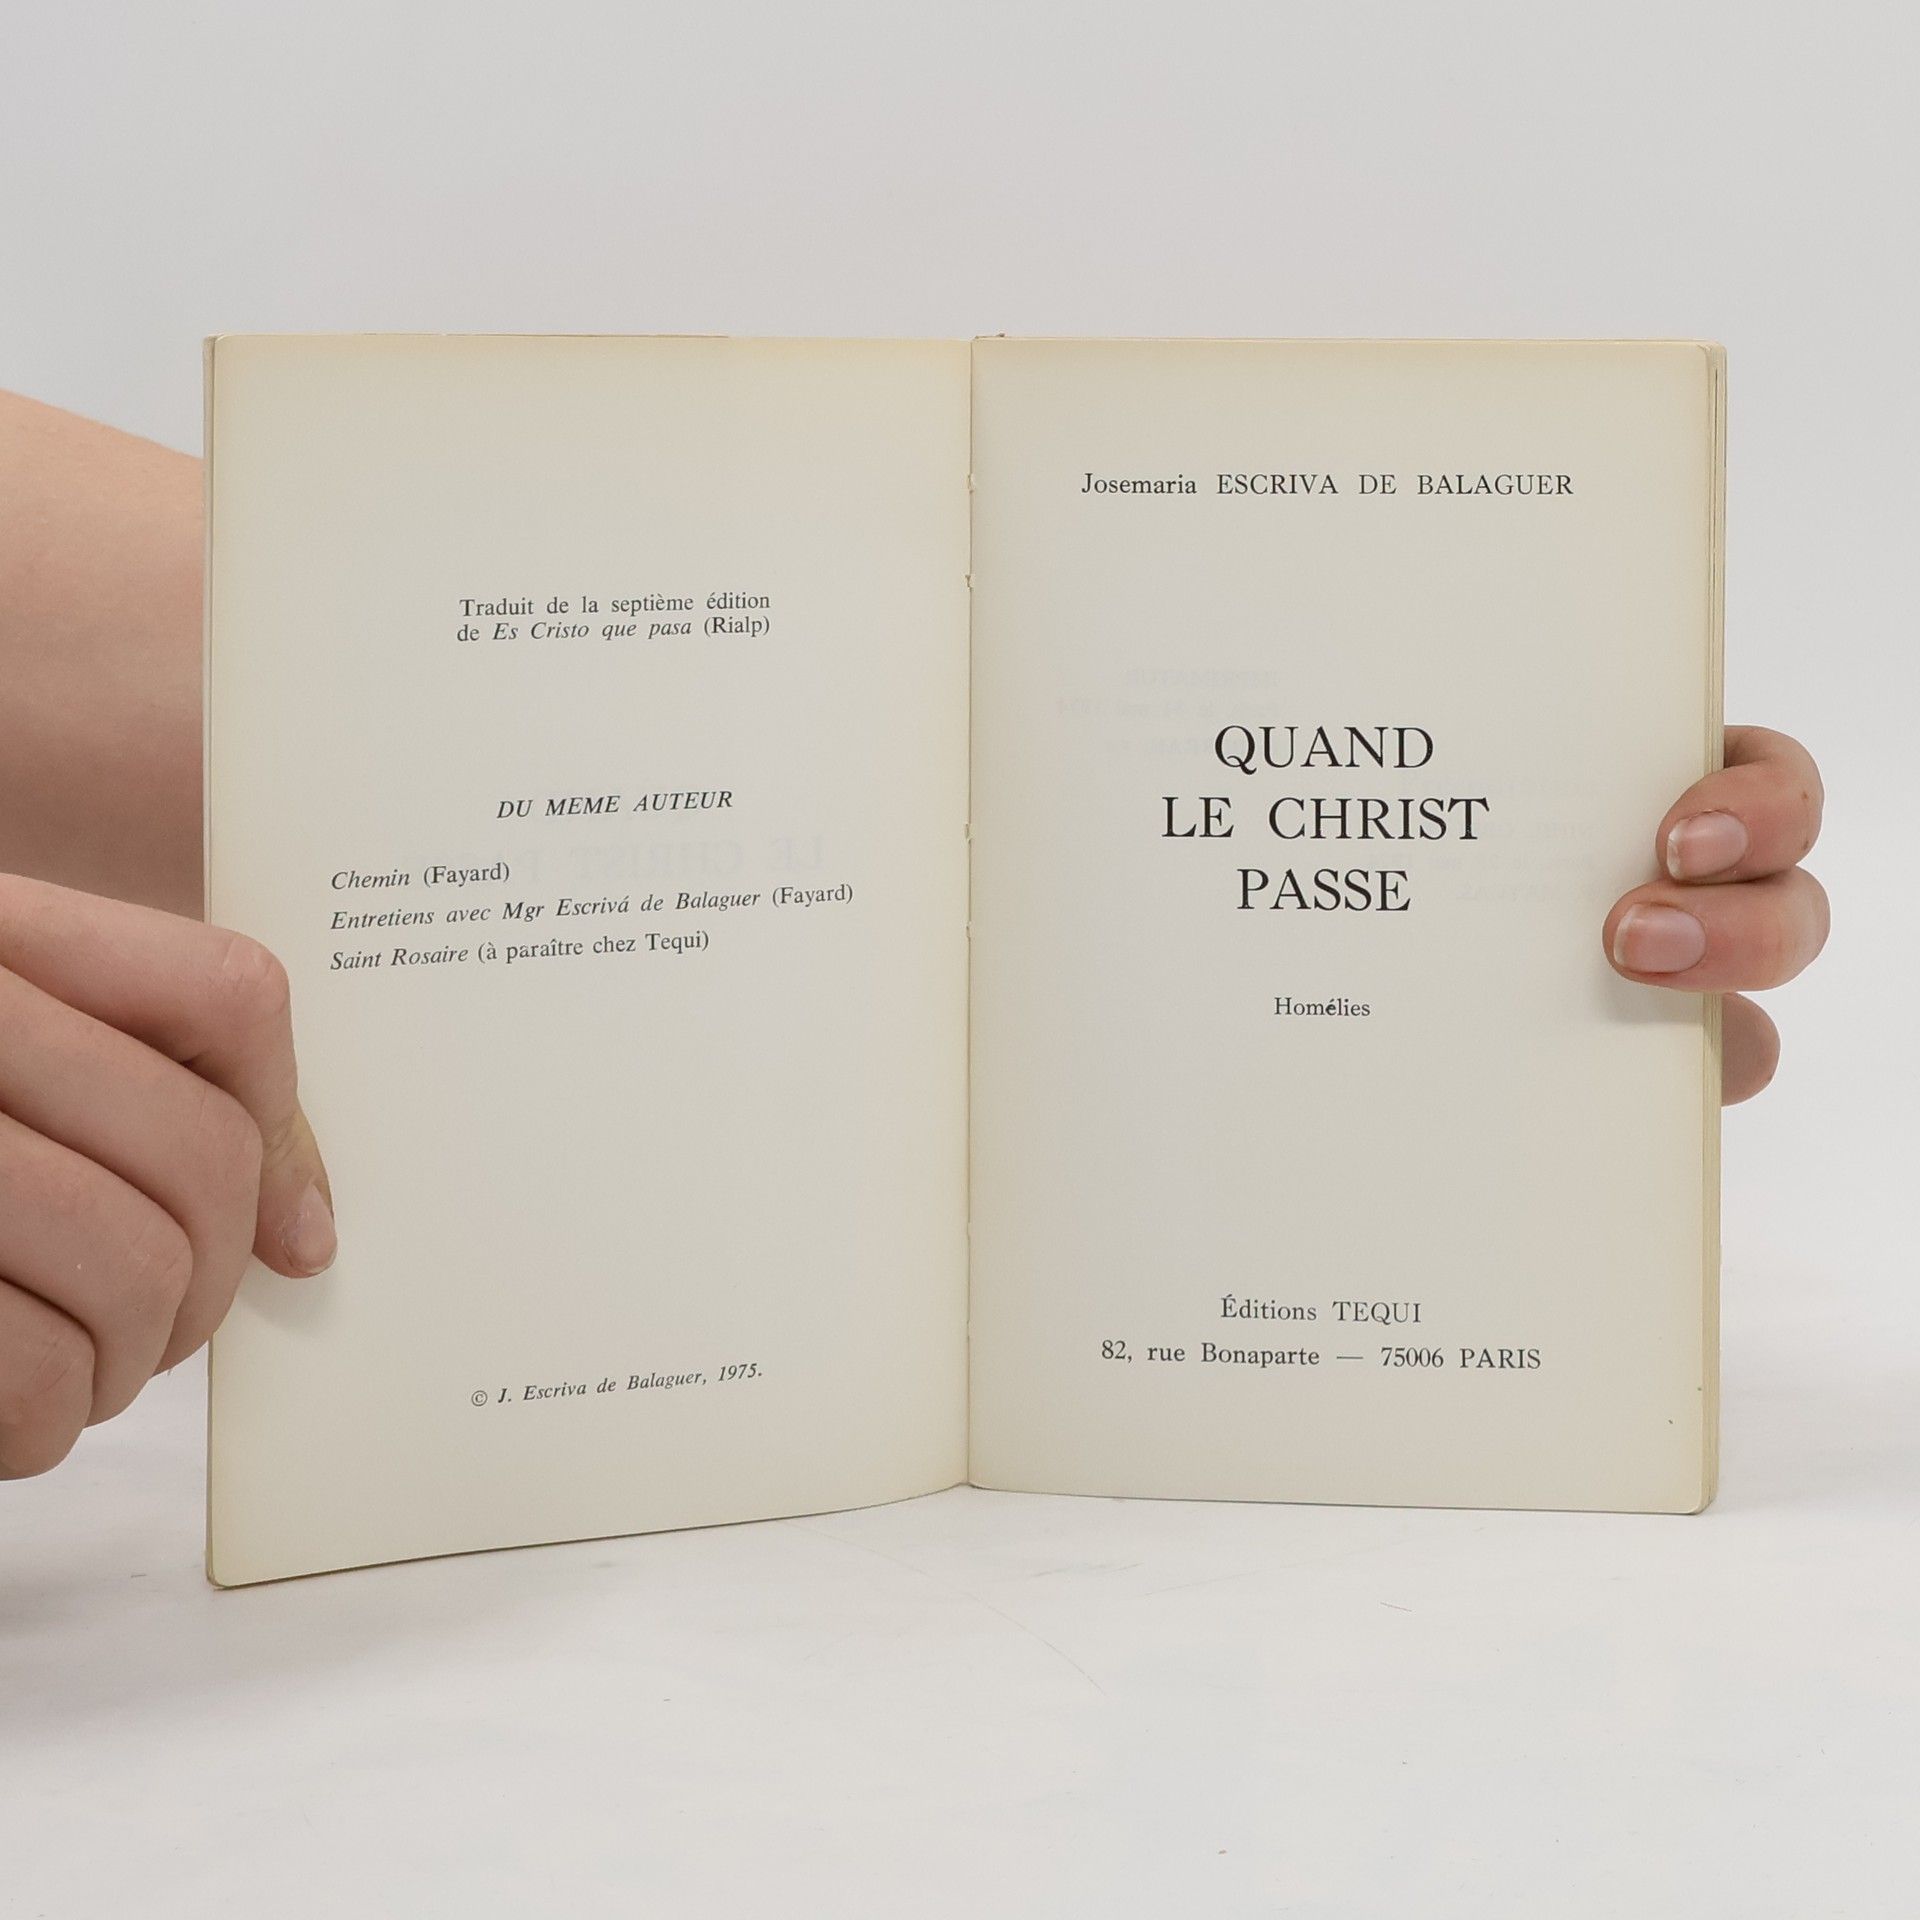 Traduit de la septième édition
de Es Cristo que pasa (Rialp)
DU MEME AUTEUR
Chemin (Fayard)
Entretiens avec Mgr Escrivá de Balaguer (Fayard)
Saint Rosaire (à paraître chez Tequi)
© J. Escriva de Balaguer, 1975.
Josemaria ESCRIVA DE BALAGUER
QUAND
LE CHRIST
PASSE
Homélies
Éditions TEQUI
82, rue Bonaparte — 75006 PARIS